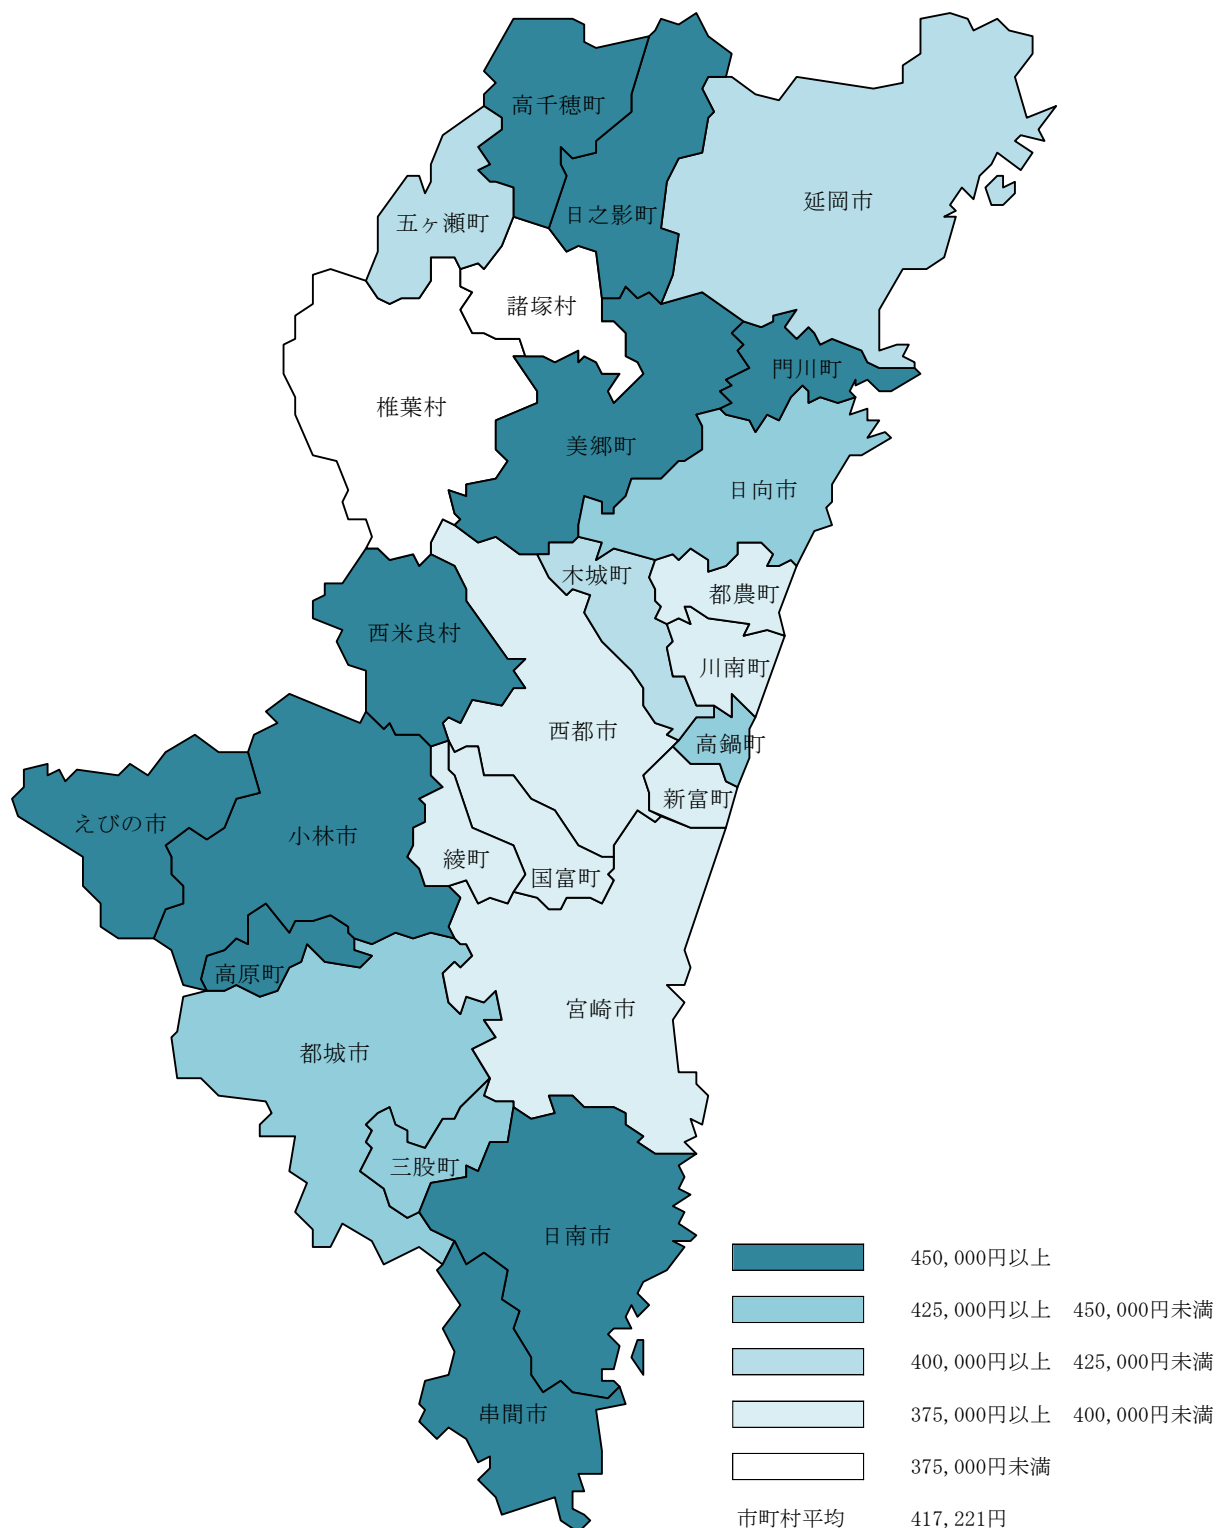 高千穂町
延岡市
日之影町
五ヶ瀬町
諸塚村
門川町
椎葉村
美郷町
日向市
木城町
都農町
西米良村
川南町
西都市
高鍋町
新富町
えびの市
小林市
綾町
国富町
高原町
宮崎市
都城市
三股町
日南市
串間市
450,000円以上
425,000円以上 450,000円未満
400,000円以上 425,000円未満
375,000円以上 400,000円未満
375,000円未満
市町村平均 417,221円